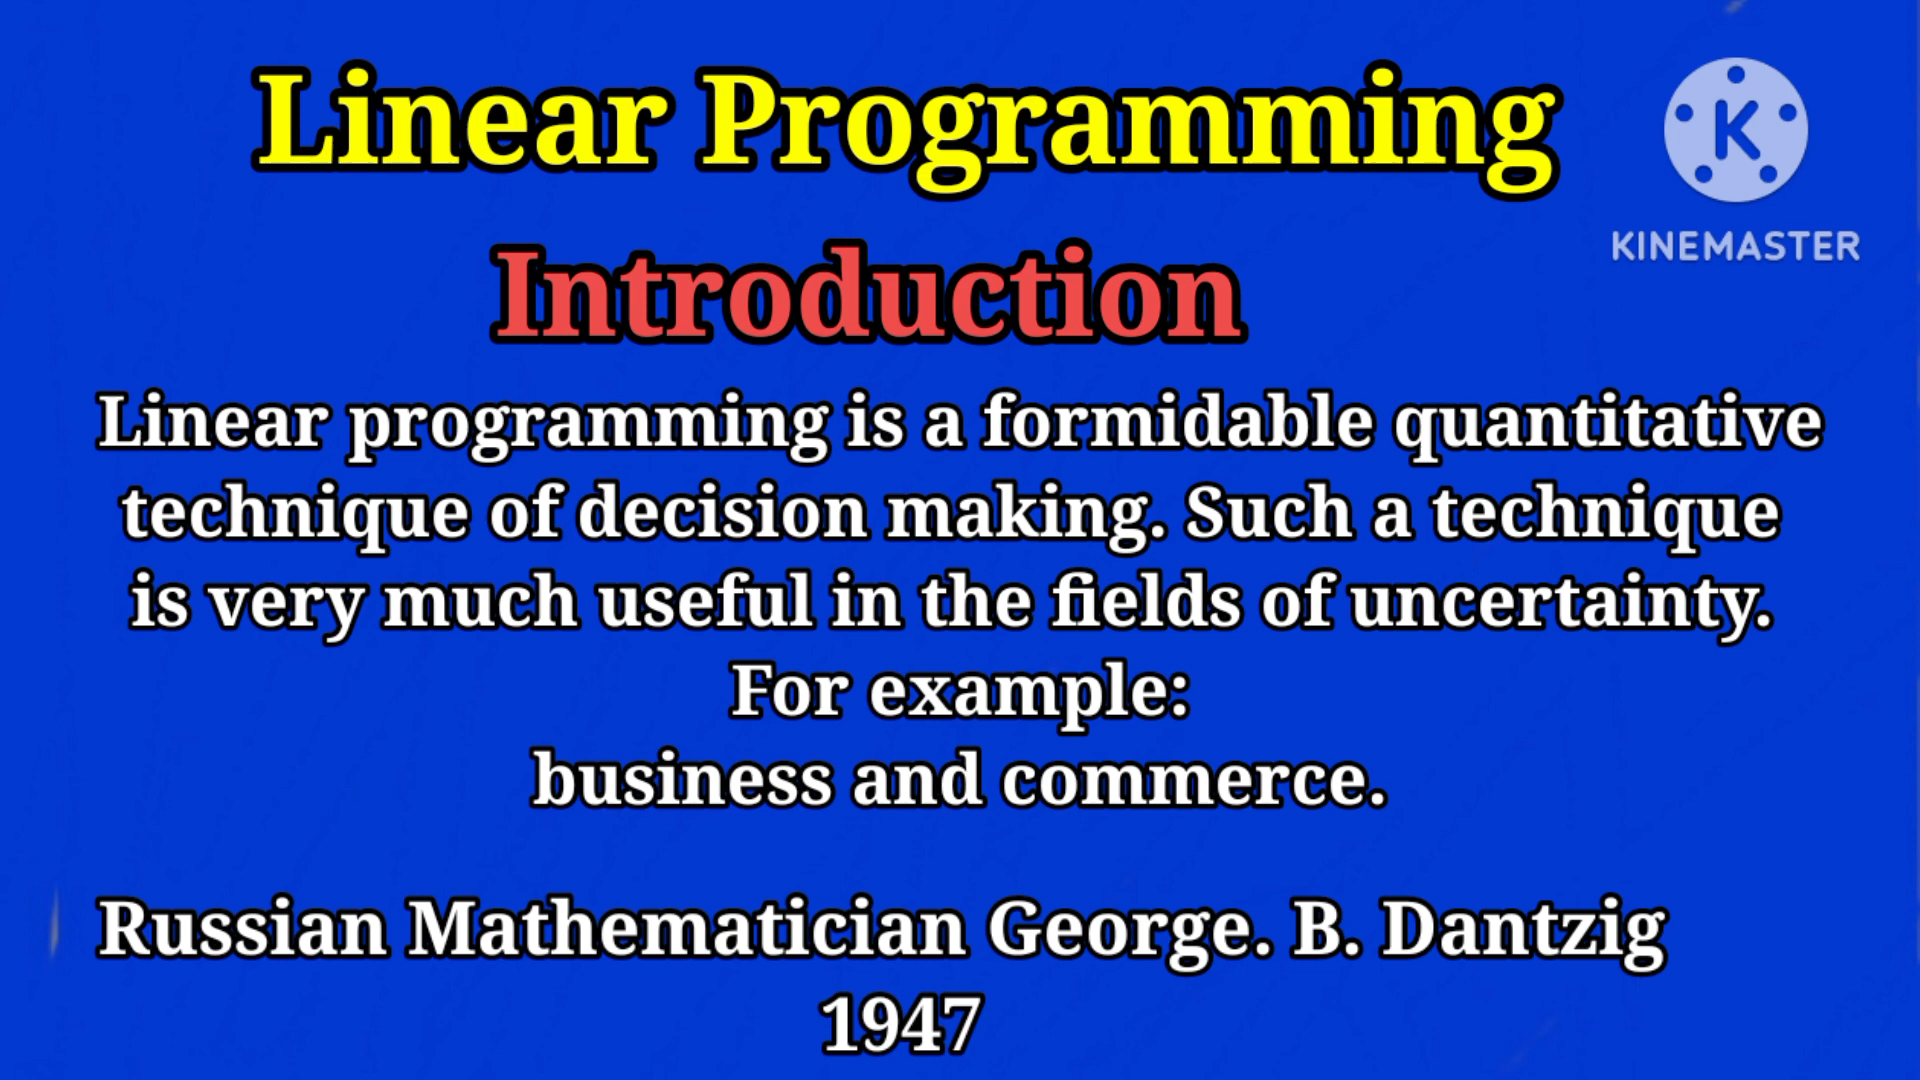 Linear Programming
KINEMASTER
Introduction
Linear programming is a formidable quantitative
technique of decision making. Such a technique
is very much useful in the fields of uncertainty.
For example:
business and commerce.
Russian Mathematician George. B. Dantzig
1947